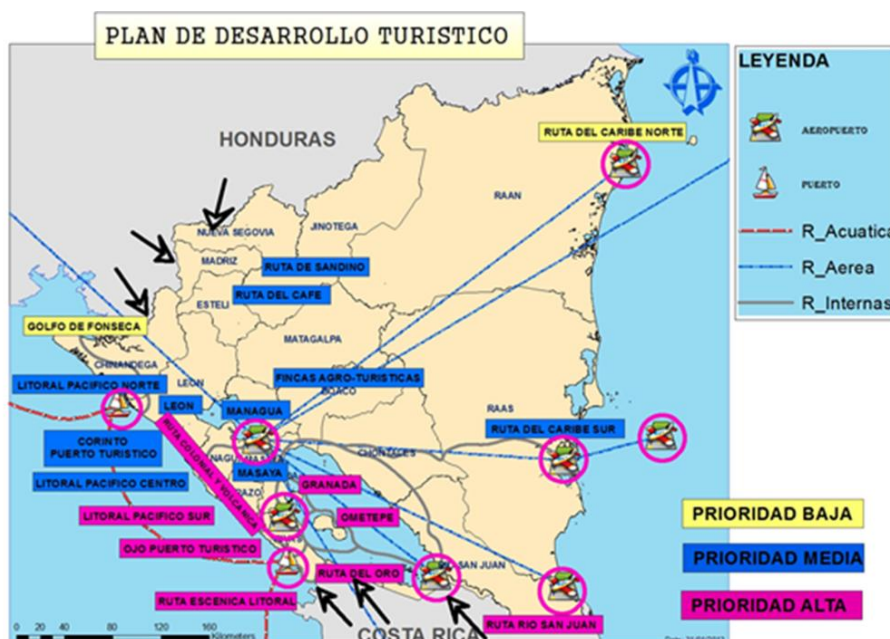 PLAN DE DESARROLLO TURISTICO
LEYENDA
AEROPUERTO
PUERTO
R_Acuatica
R_Aerea
R_Internas
HONDURAS
RUTA DEL CARIBE NORTE
RAAN
NUEVA SEGOVIA
JINOTEGA
MADRIZ
RUTA DE SANDINO
ESTELI
RUTA DEL CAFE
GOLFO DE FONSECA
MATAGALPA
CHINANDEGA
LEON
FINCAS AGRO-TURISTICAS
LITORAL PACIFICO NORTE
BOACO
LEON
MANAGUA
RAAS
RUTA DEL CARIBE SUR
CORINTO
PUERTO TURISTICO
RUTA COLONIAL Y VOLCANICA
CHONTALES
MASAYA
LITORAL PACIFICO CENTRO
GRANADA
LITORAL PACIFICO SUR
OMETEPE
PRIORIDAD BAJA
OJO PUERTO TURISTICO
PRIORIDAD MEDIA
RUTA DEL ORO
SAN JUAN
RUTA ESCENICA LITORAL
PRIORIDAD ALTA
RUTA RIO SAN JUAN
COSTA RICA
0 20 40 80 120 160
Kilometers